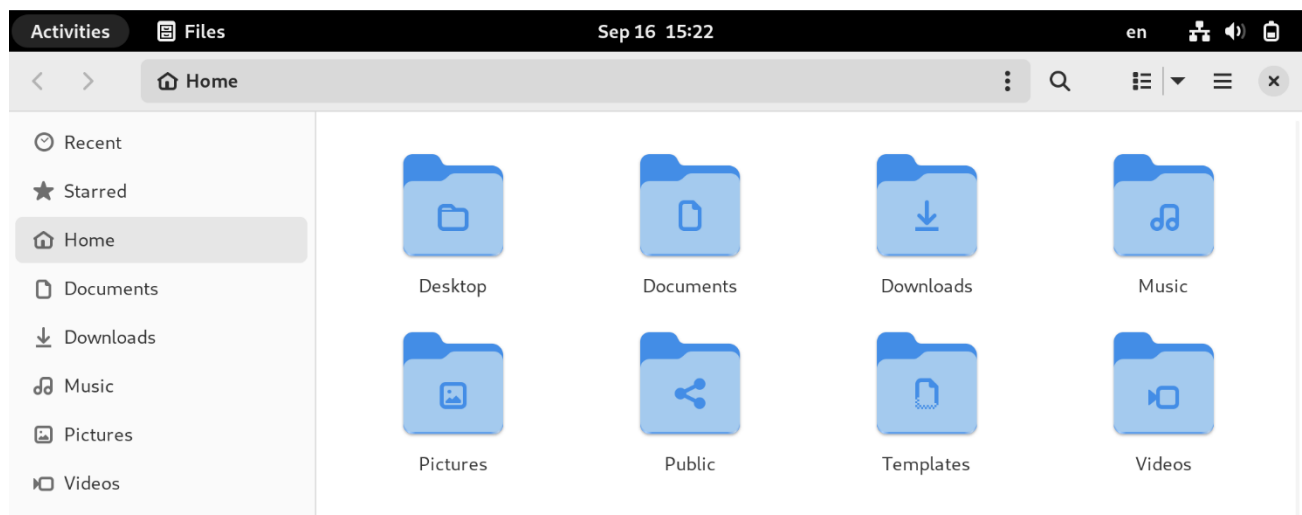 Activities Files Sep 16 15:22 en
Home
Recent
Starred
Home
Documents
Downloads
Music
Pictures
Videos
Desktop Documents Downloads Music
Pictures Public Templates Videos